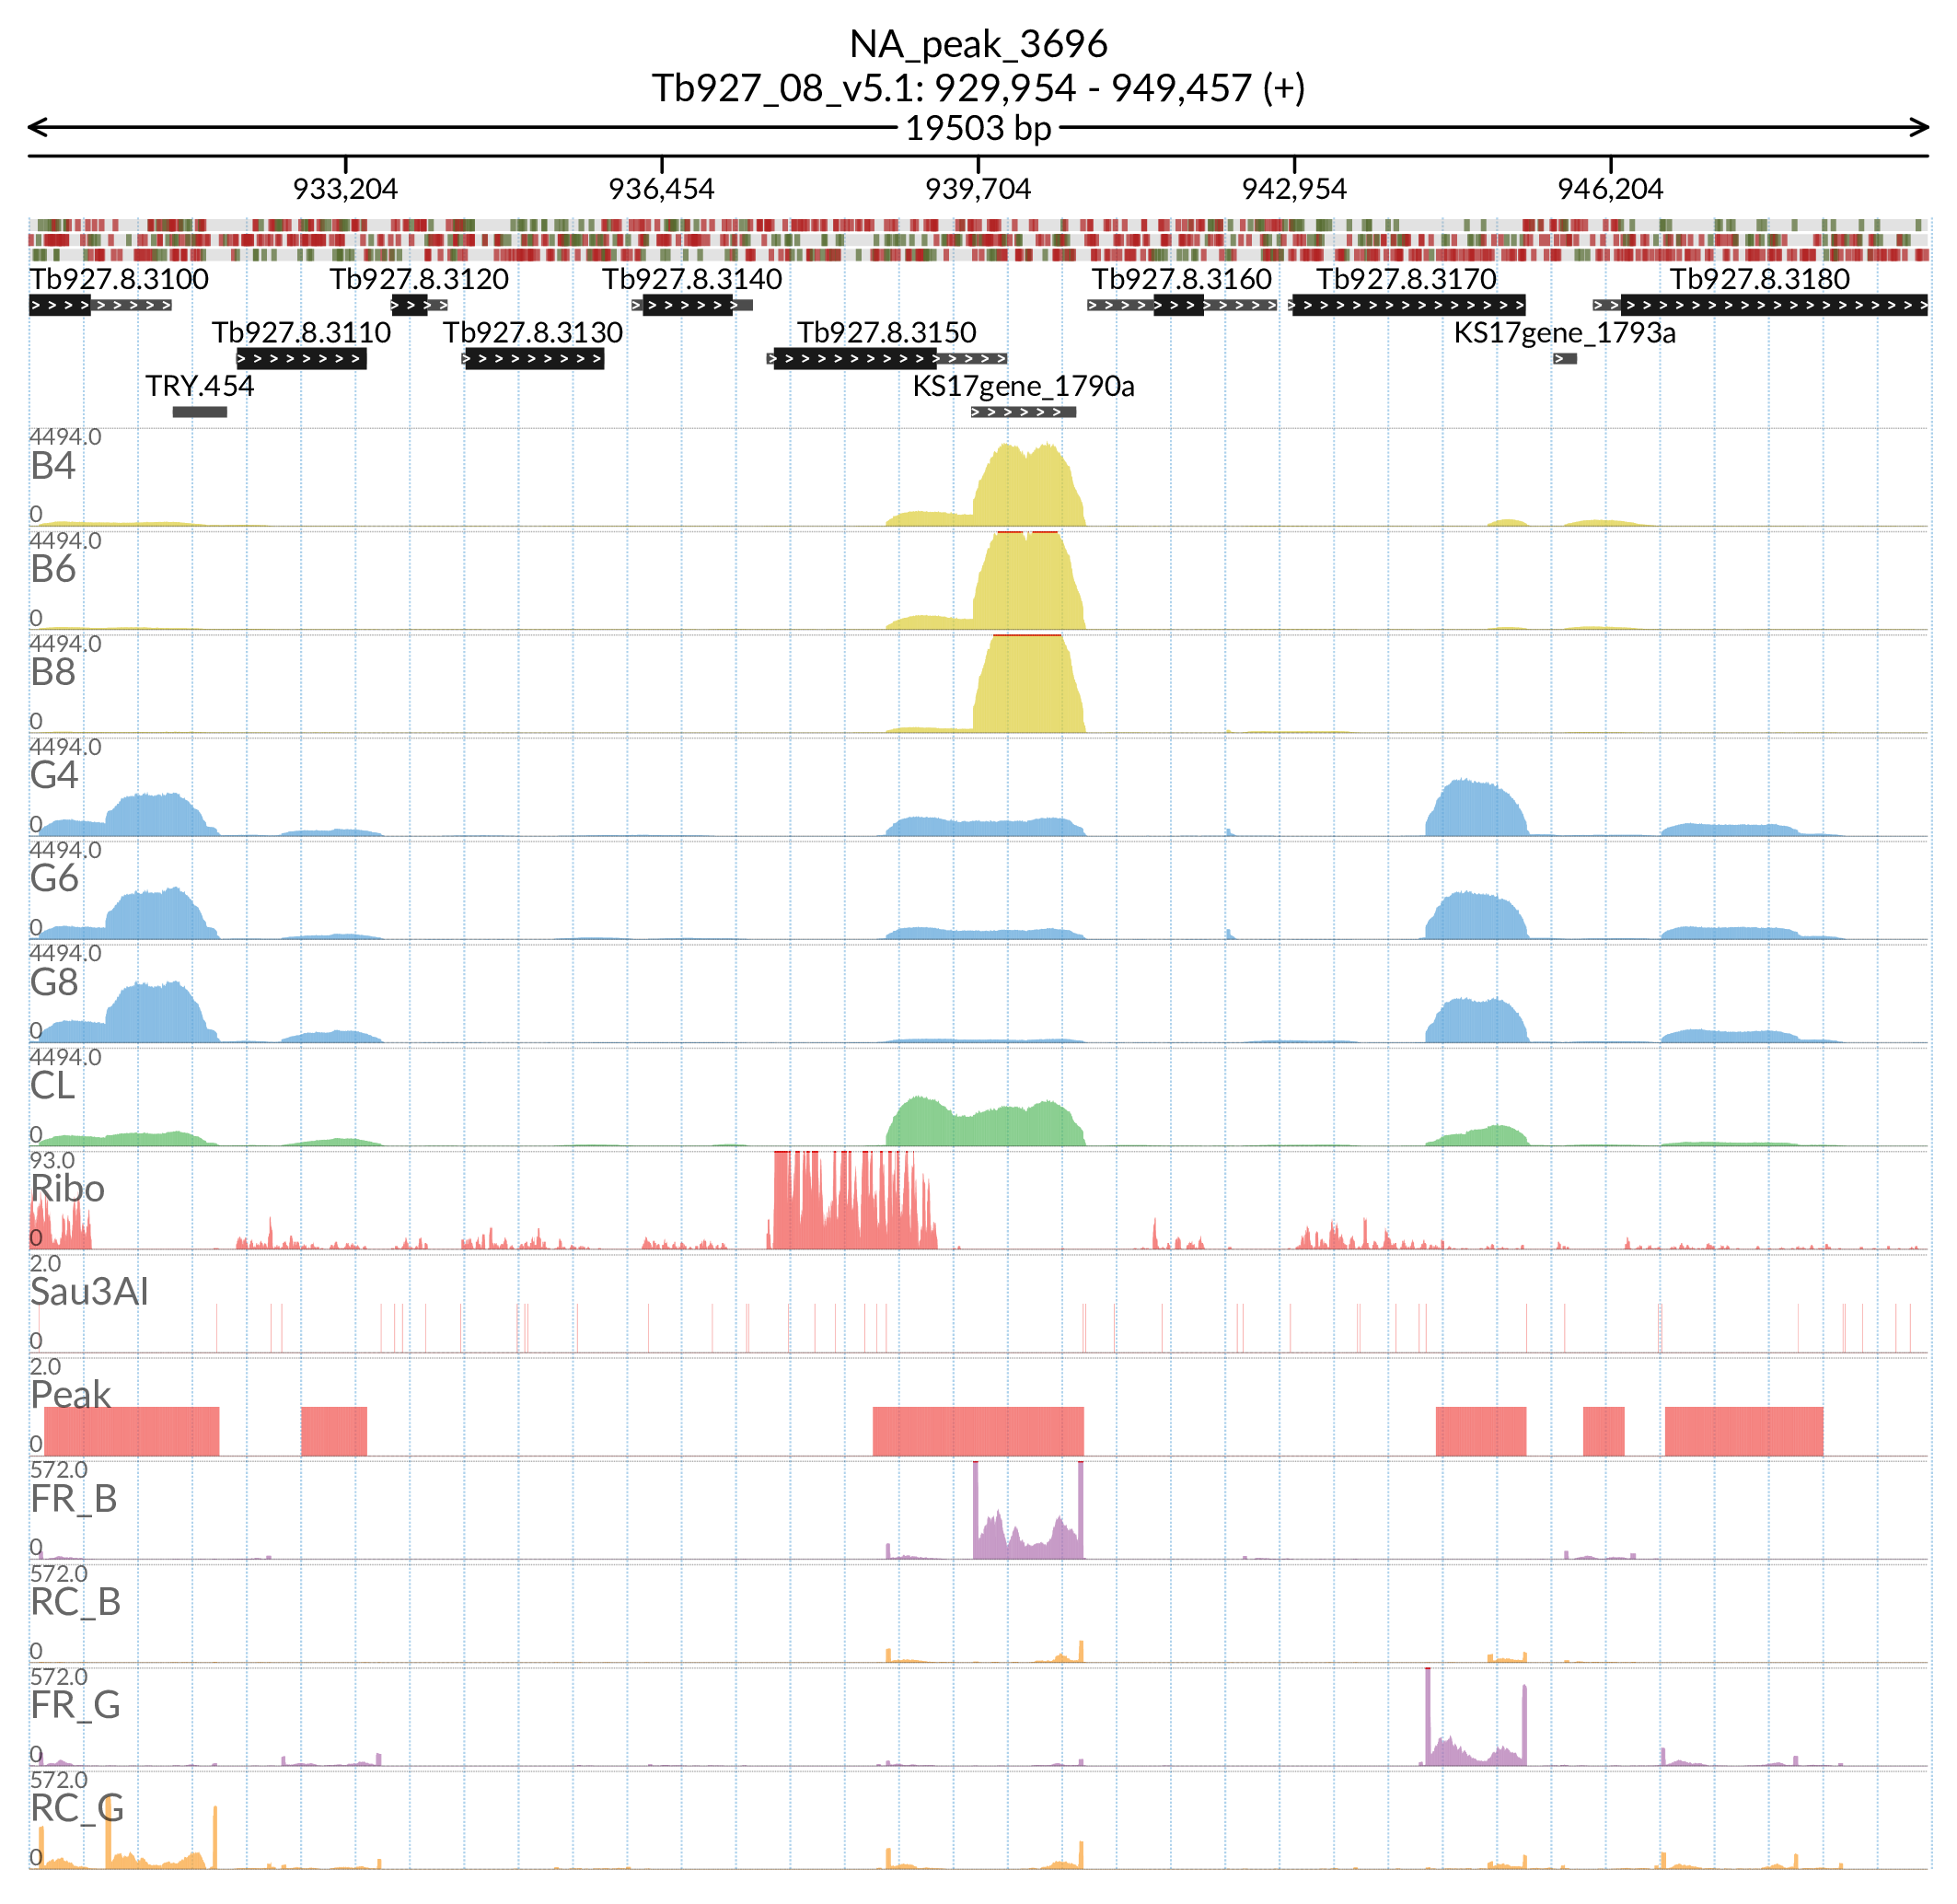 NA_peak_3696
Tb927_08_v5.1: 929,954 - 949,457 (+)
19503 bp
933,204 936,454 939,704 942,954 946,204
Tb927.8.3100 Tb927.8.3120 Tb927.8.3140 Tb927.8.3160 Tb927.8.3170 Tb927.8.3180
Tb927.8.3110 Tb927.8.3130 Tb927.8.3150 KS17gene_1793a
TRY.454 KS17gene_1790a
4494.0
B4
0
4494.0
B6
0
4494.0
B8
0
4494.0
G4
0
4494.0
G6
0
4494.0
G8
0
4494.0
CL
0
93.0
Ribo
0
2.0
Sau3AI
0
2.0
Peak
0
572.0
FR_B
0
572.0
RC_B
0
572.0
FR_G
0
572.0
RC_G
0